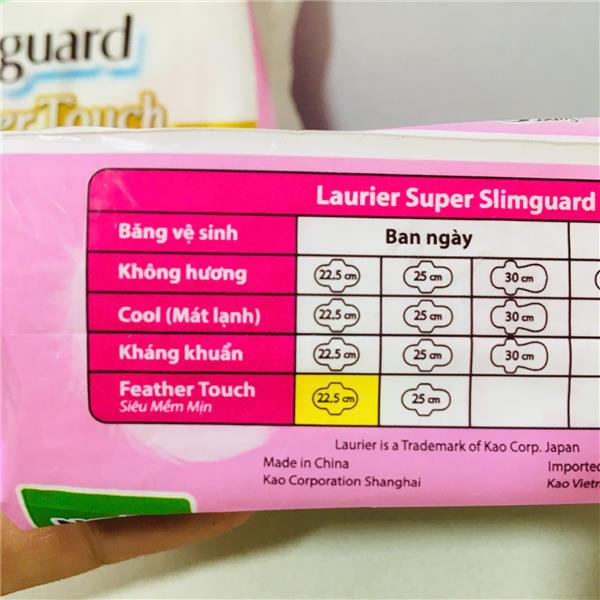 guard
Touch
Laurier Super Slimguard
Băng vệ sinh Ban ngày
Không hương 22.5 cm 25 cm 30 cm
Cool (Mát lạnh) 22.5 cm 25 cm 30 cm
Kháng khuẩn 22.5 cm 25 cm 30 cm
Feather Touch 22.5 cm 25 cm
Siêu Mềm Mịn
Laurier is a Trademark of Kao Corp. Japan
Made in China Imported
Kao Corporation Shanghai Kao Vietn